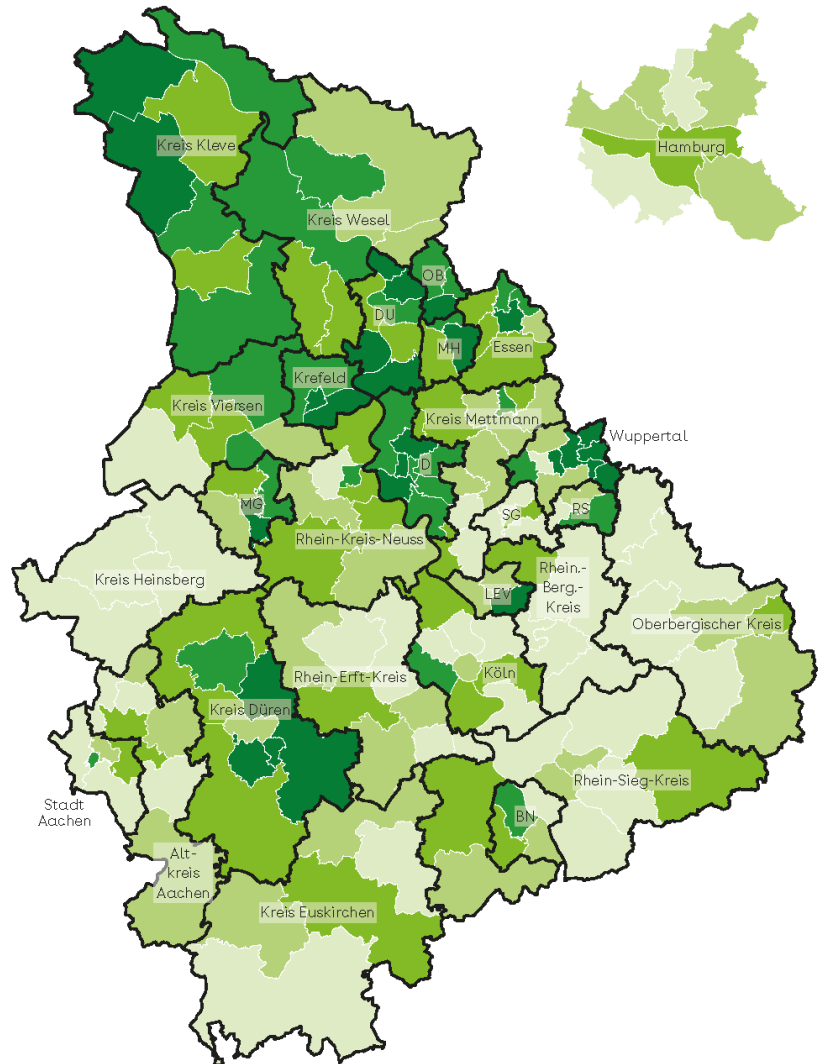 Kreis Kleve
Hamburg
Kreis Wesel
OB
DU
MH
Essen
Krefeld
Kreis Viersen
Kreis Mettmann
Wuppertal
D
MG
SG
RS
Rhein-Kreis-Neuss
Kreis Heinsberg
LEV
Rhein.-
Berg.-
Kreis
Oberbergischer Kreis
Rhein-Erft-Kreis
Köln
Kreis Düren
Rhein-Sieg-Kreis
Stadt
Aachen
BN
Alt-
kreis
Aachen
Kreis Euskirchen